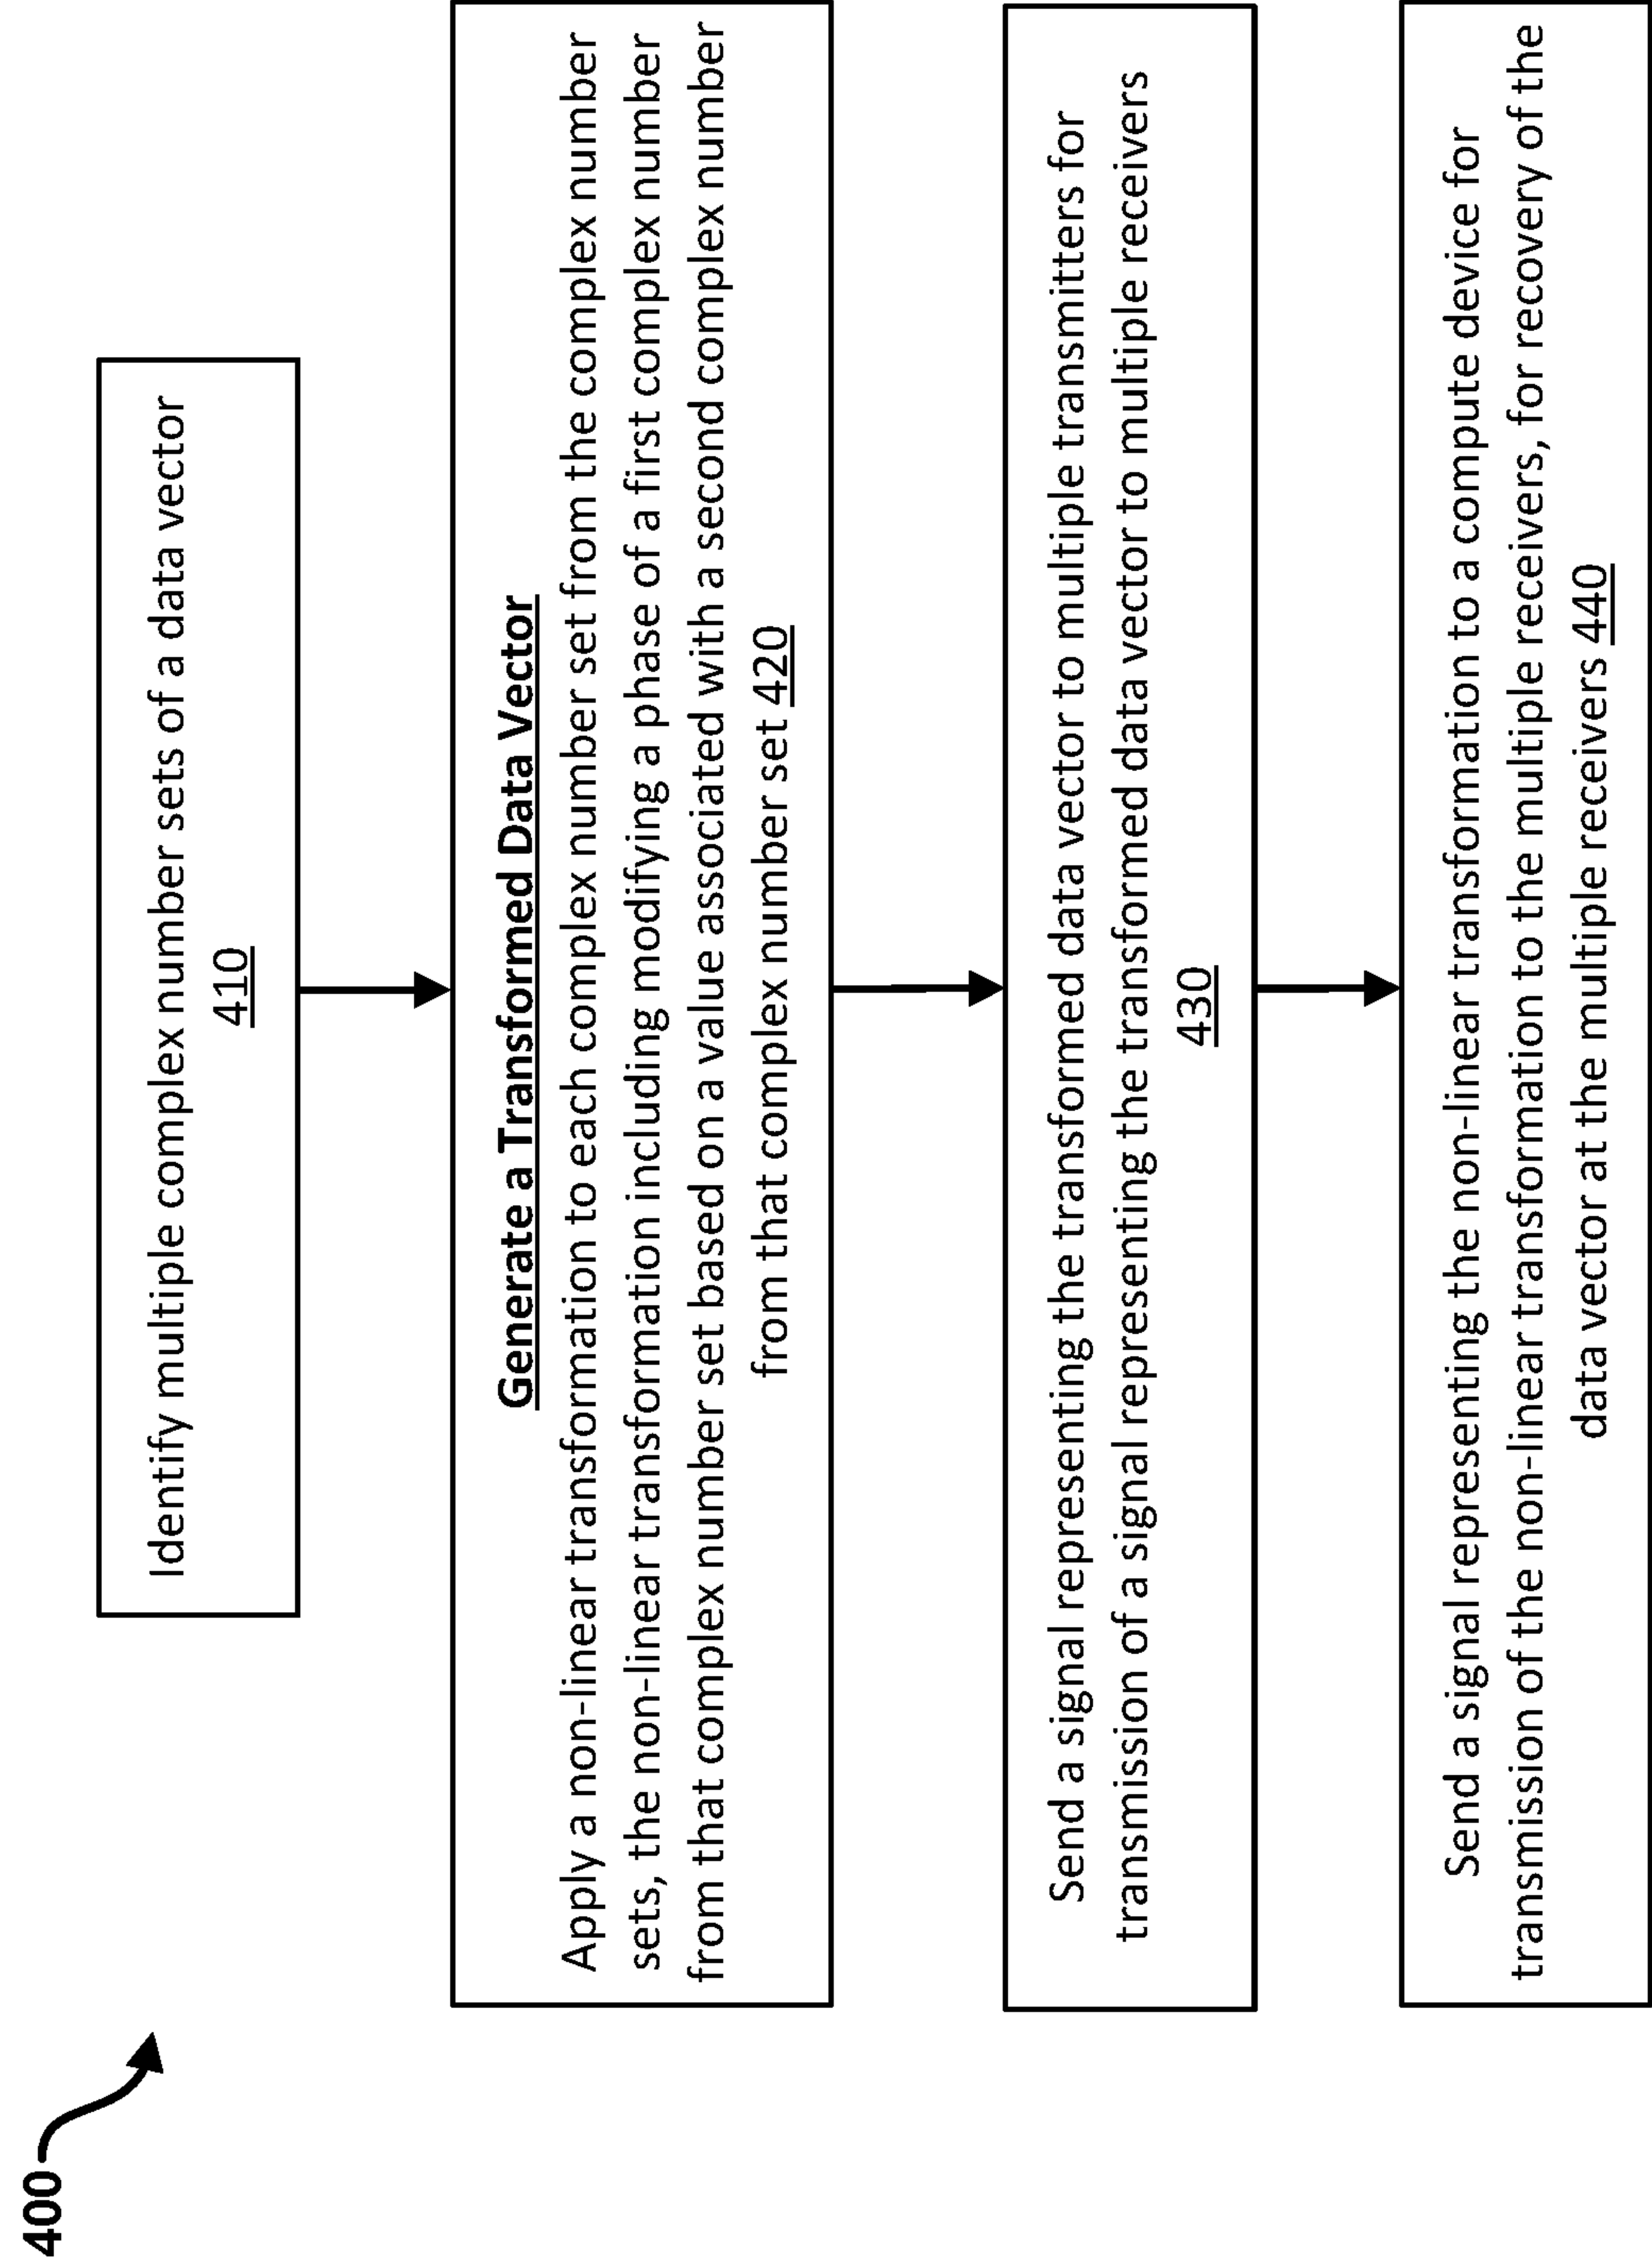 400
Identify multiple complex number sets of a data vector
410
Generate a Transformed Data Vector
Apply a non-linear transformation to each complex number set from the complex number
sets, the non-linear transformation including modifying a phase of a first complex number
from that complex number set based on a value associated with a second complex number
from that complex number set 420
Send a signal representing the transformed data vector to multiple transmitters for
transmission of a signal representing the transformed data vector to multiple receivers
430
Send a signal representing the non-linear transformation to a compute device for
transmission of the non-linear transformation to the multiple receivers, for recovery of the
data vector at the multiple receivers 440